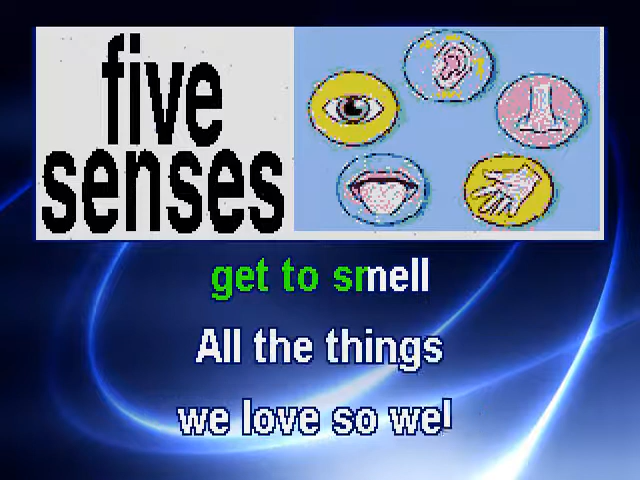 five
senses
get to smell
All the things
we love so wel